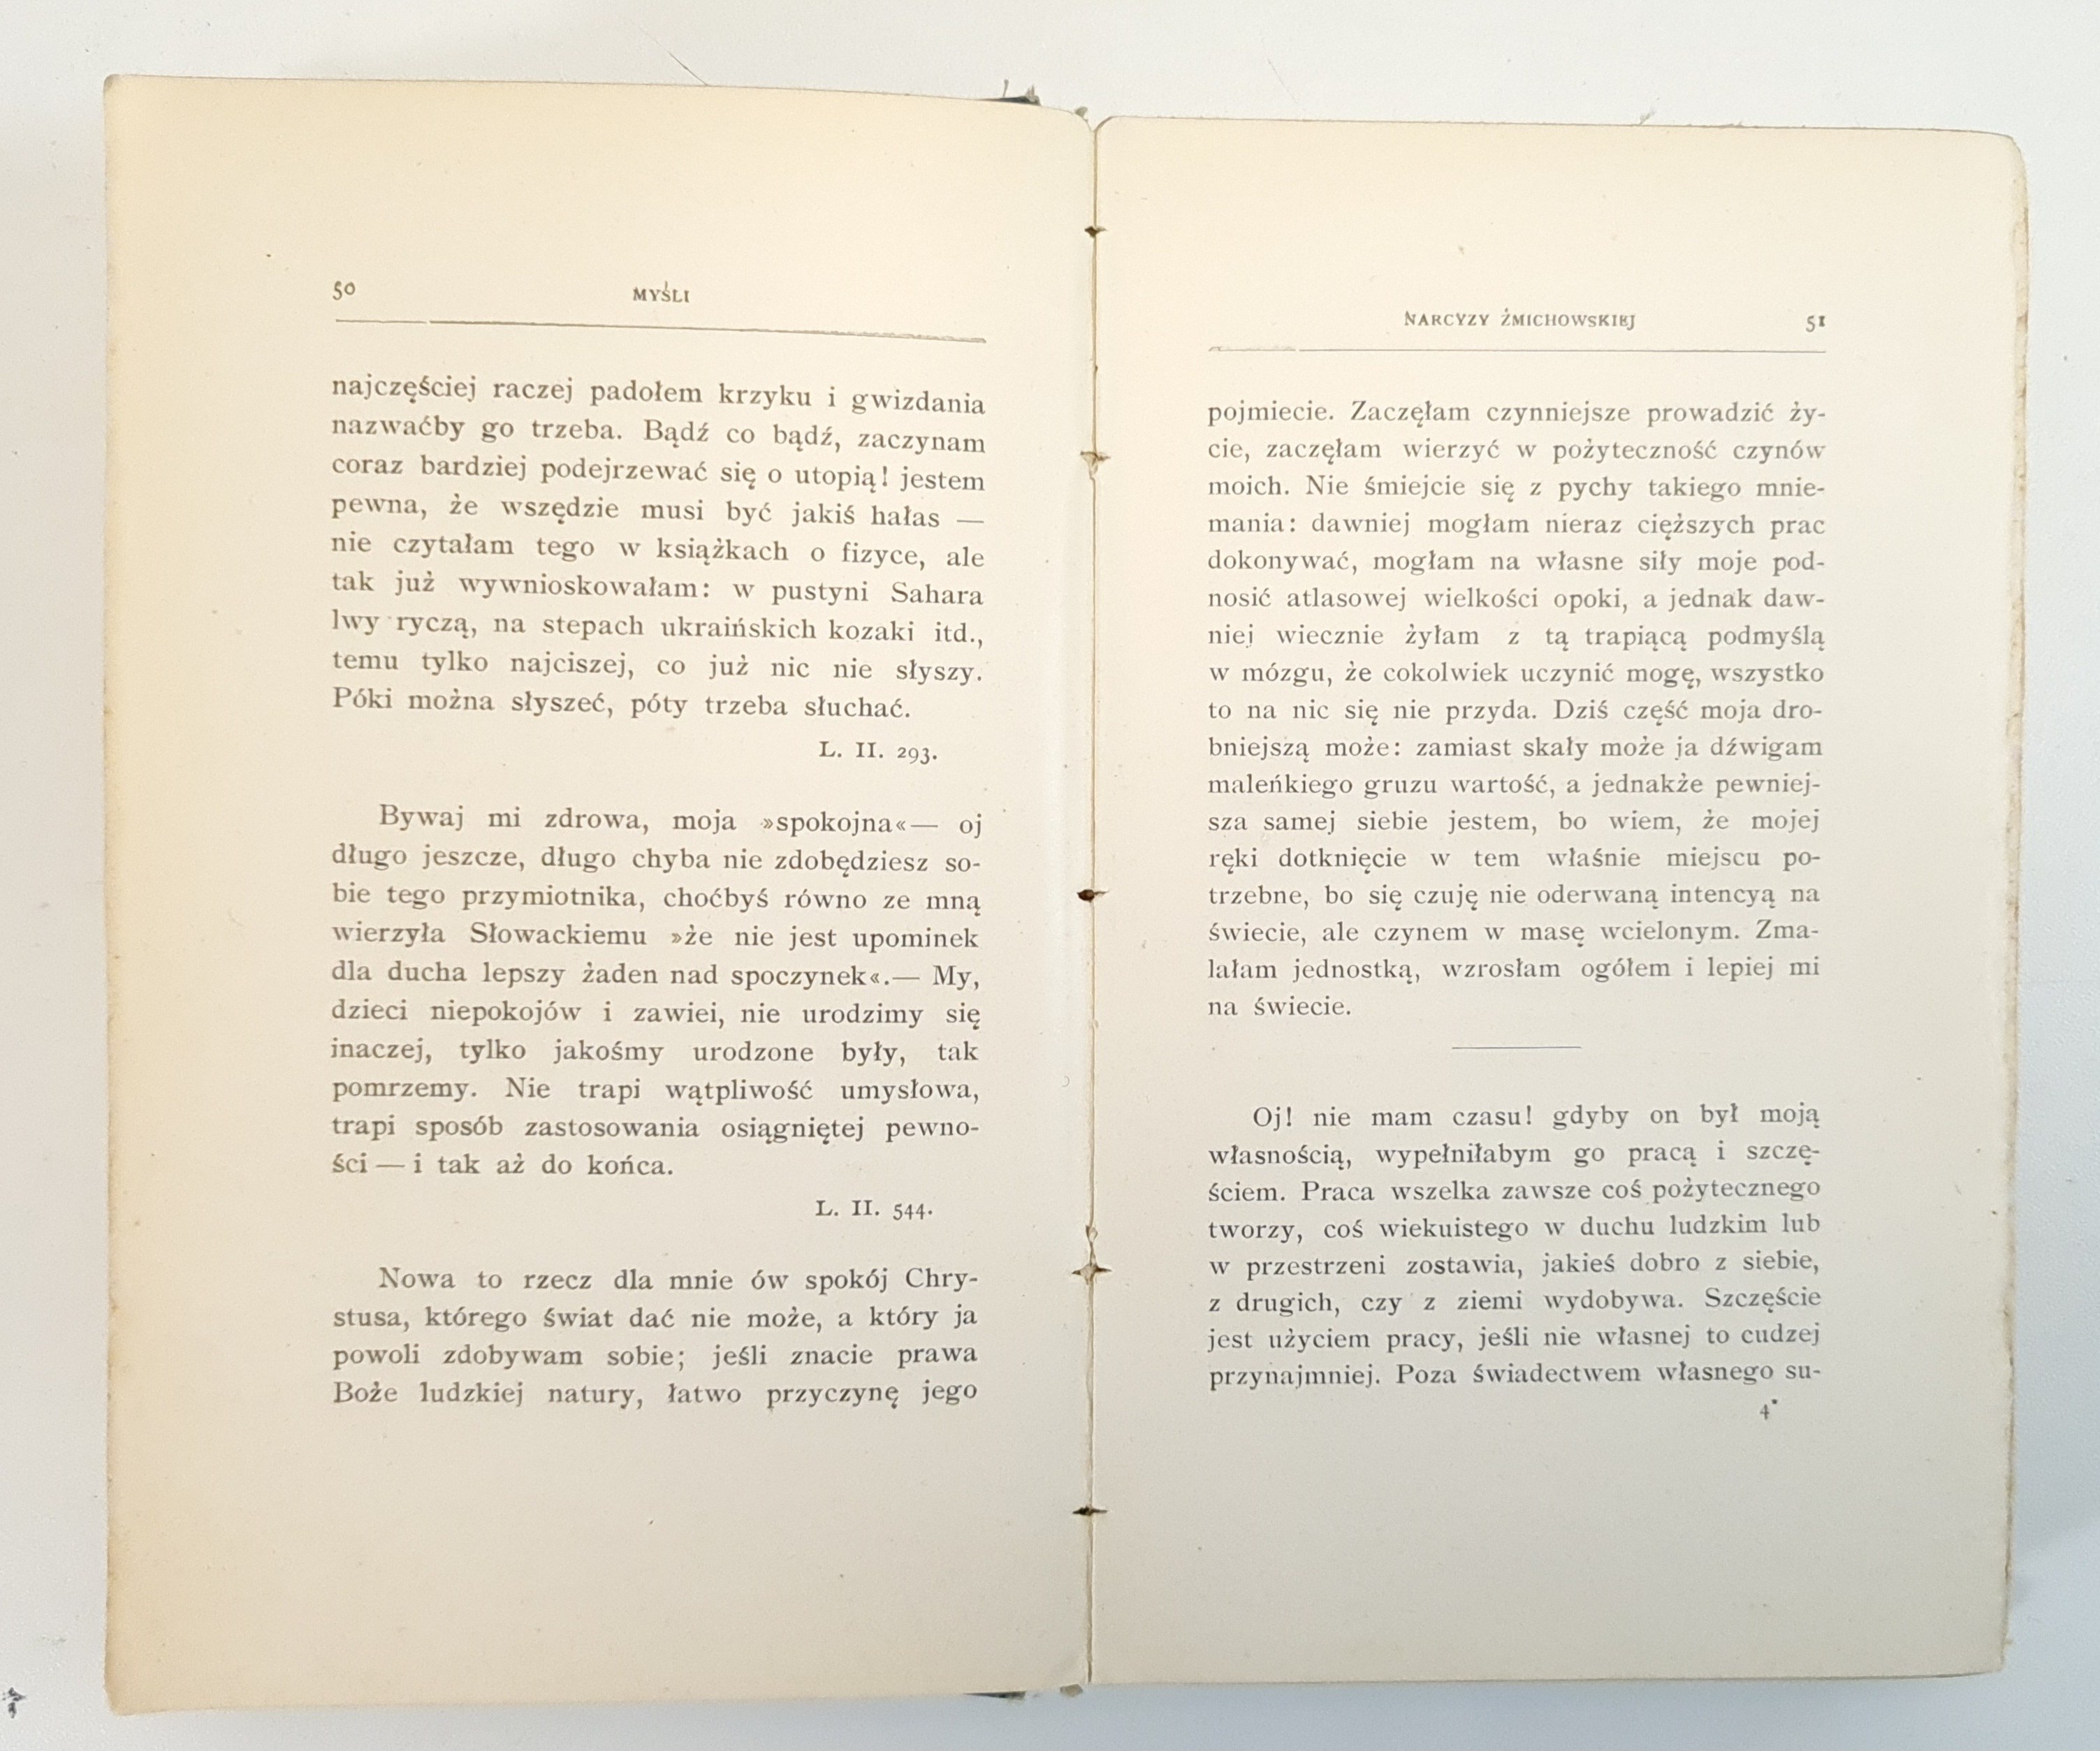 50
MYŚLI
najczęściej raczej padołem krzyku i gwizdania
nazwaćby go trzeba. Bądź co bądź, zaczynam
coraz bardziej podejrzewać się o utopią! jestem
pewna, że wszędzie musi być jakiś hałas —
nie czytałam tego w książkach o fizyce, ale
tak już wywnioskowałam: w pustyni Sahara
lwy ryczą, na stepach ukraińskich kozaki itd.,
temu tylko najciszej, co już nic nie słyszy.
Póki można słyszeć, póty trzeba słuchać.
L. II. 293.
Bywaj mi zdrowa, moja »spokojna«— oj
długo jeszcze, długo chyba nie zdobędziesz so-
bie tego przymiotnika, choćbyś równo ze mną
wierzyła Słowackiemu »że nie jest upominek
dla ducha lepszy żaden nad spoczynek«.— My,
dzieci niepokojów i zawiei, nie urodzimy się
inaczej, tylko jakośmy urodzone były, tak
pomrzemy. Nie trapi wątpliwość umysłowa,
trapi sposób zastosowania osiągniętej pewno-
ści — i tak aż do końca.
L. II. 544.
Nowa to rzecz dla mnie ów spokój Chry-
stusa, którego świat dać nie może, a który ja
powoli zdobywam sobie; jeśli znacie prawa
Boże ludzkiej natury, łatwo przyczynę jego
NARCYZY ŻMICHOWSKIEJ
51
pojmiecie. Zaczęłam czynniejsze prowadzić ży-
cie, zaczęłam wierzyć w pożyteczność czynów
moich. Nie śmiejcie się z pychy takiego mnie-
mania: dawniej mogłam nieraz cięższych prac
dokonywać, mogłam na własne siły moje pod-
nosić atlasowej wielkości opoki, a jednak daw-
niej wiecznie żyłam z tą trapiącą podmyślą
w mózgu, że cokolwiek uczynić mogę, wszystko
to na nic się nie przyda. Dziś część moja dro-
bniejszą może: zamiast skały może ja dźwigam
maleńkiego gruzu wartość, a jednakże pewniej-
sza samej siebie jestem, bo wiem, że mojej
ręki dotknięcie w tem właśnie miejscu po-
trzebne, bo się czuję nie oderwaną intencyą na
świecie, ale czynem w masę wcielonym. Zma-
lałam jednostką, wzrosłam ogółem i lepiej mi
na świecie.
Oj! nie mam czasu! gdyby on był moją
własnością, wypełniłabym go pracą i szczę-
ściem. Praca wszelka zawsze coś pożytecznego
tworzy, coś wiekuistego w duchu ludzkim lub
w przestrzeni zostawia, jakieś dobro z siebie,
z drugich, czy z ziemi wydobywa. Szczęście
jest użyciem pracy, jeśli nie własnej to cudzej
przynajmniej. Poza świadectwem własnego su-
4*